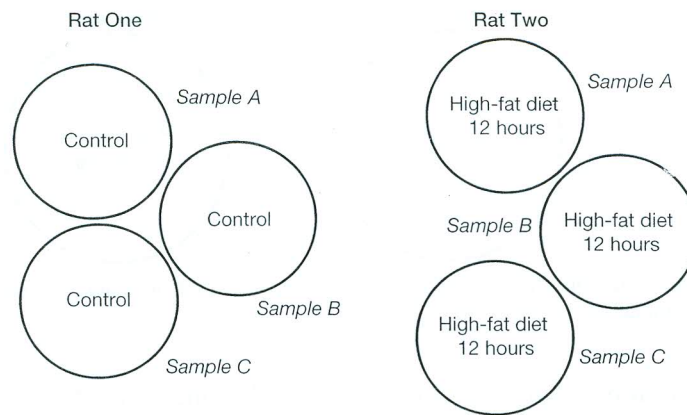 Rat One
Sample A
Control
Control
Sample B
Control
Sample C
Rat Two
Sample A
High-fat diet
12 hours
Sample B
High-fat diet
12 hours
High-fat diet
12 hours
Sample C